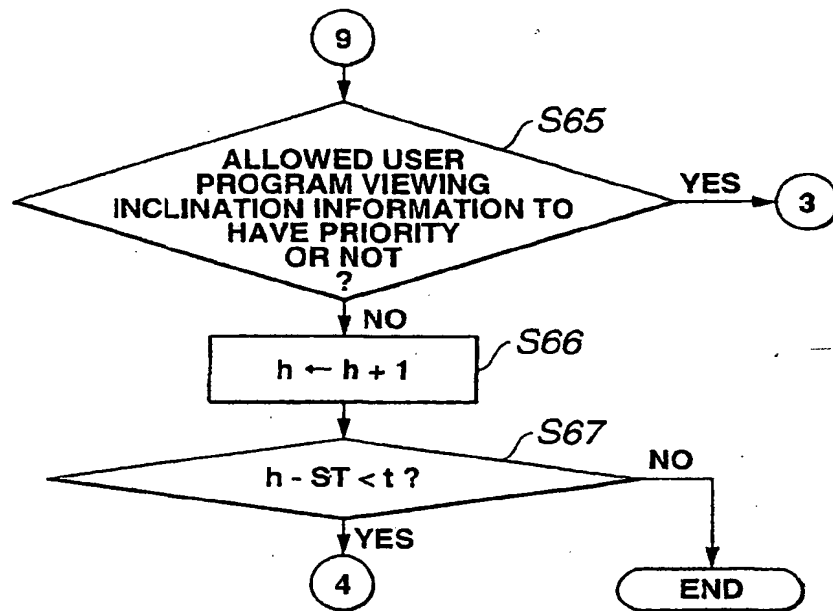 9
S65
ALLOWED USER
PROGRAM VIEWING
INCLINATION INFORMATION TO
HAVE PRIORITY
OR NOT
?
YES
3
NO
S66
h ← h + 1
S67
h - ST < t ?
NO
YES
4
END